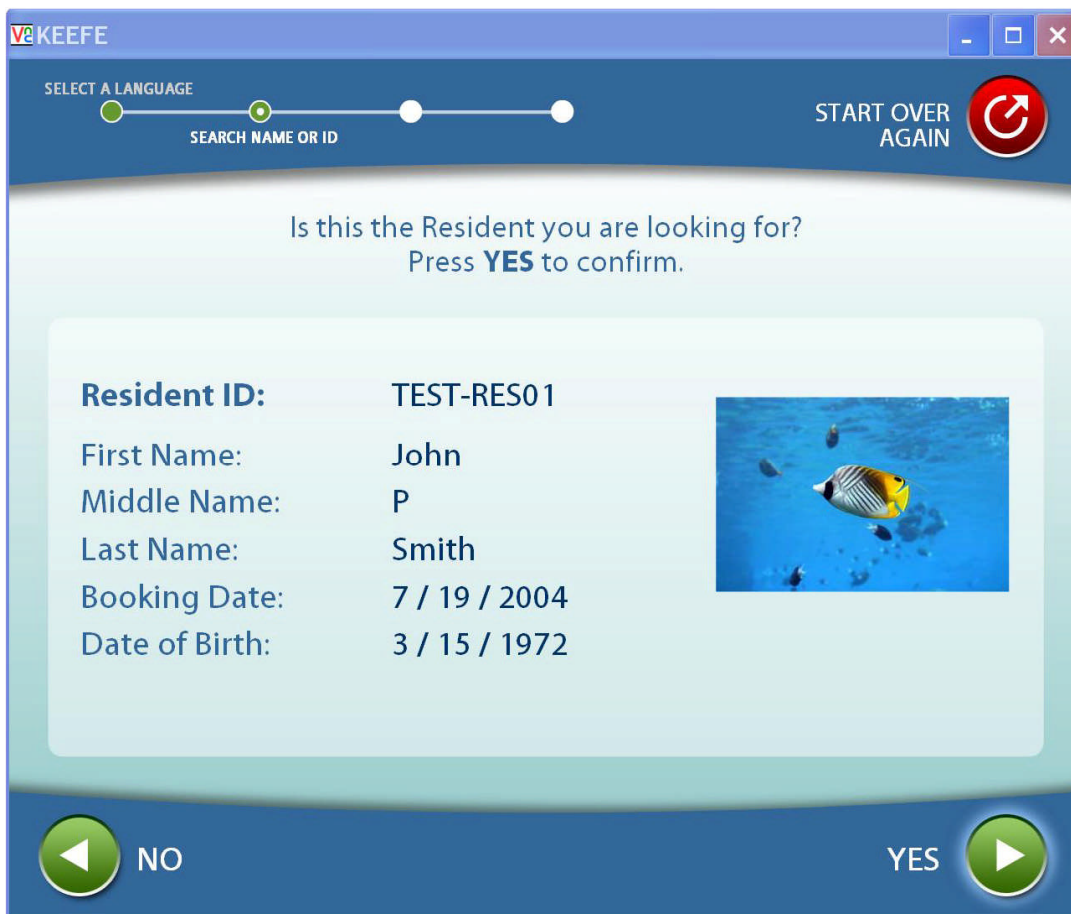 KEEFE
SELECT A LANGUAGE
SEARCH NAME OR ID
START OVER
AGAIN
Is this the Resident you are looking for?
Press YES to confirm.
Resident ID: TEST-RES01
First Name: John
Middle Name: P
Last Name: Smith
Booking Date: 7 / 19 / 2004
Date of Birth: 3 / 15 / 1972
NO
YES